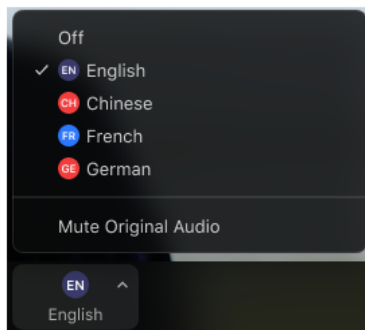 Off
EN English
CH Chinese
FR French
GE German
Mute Original Audio
EN
English